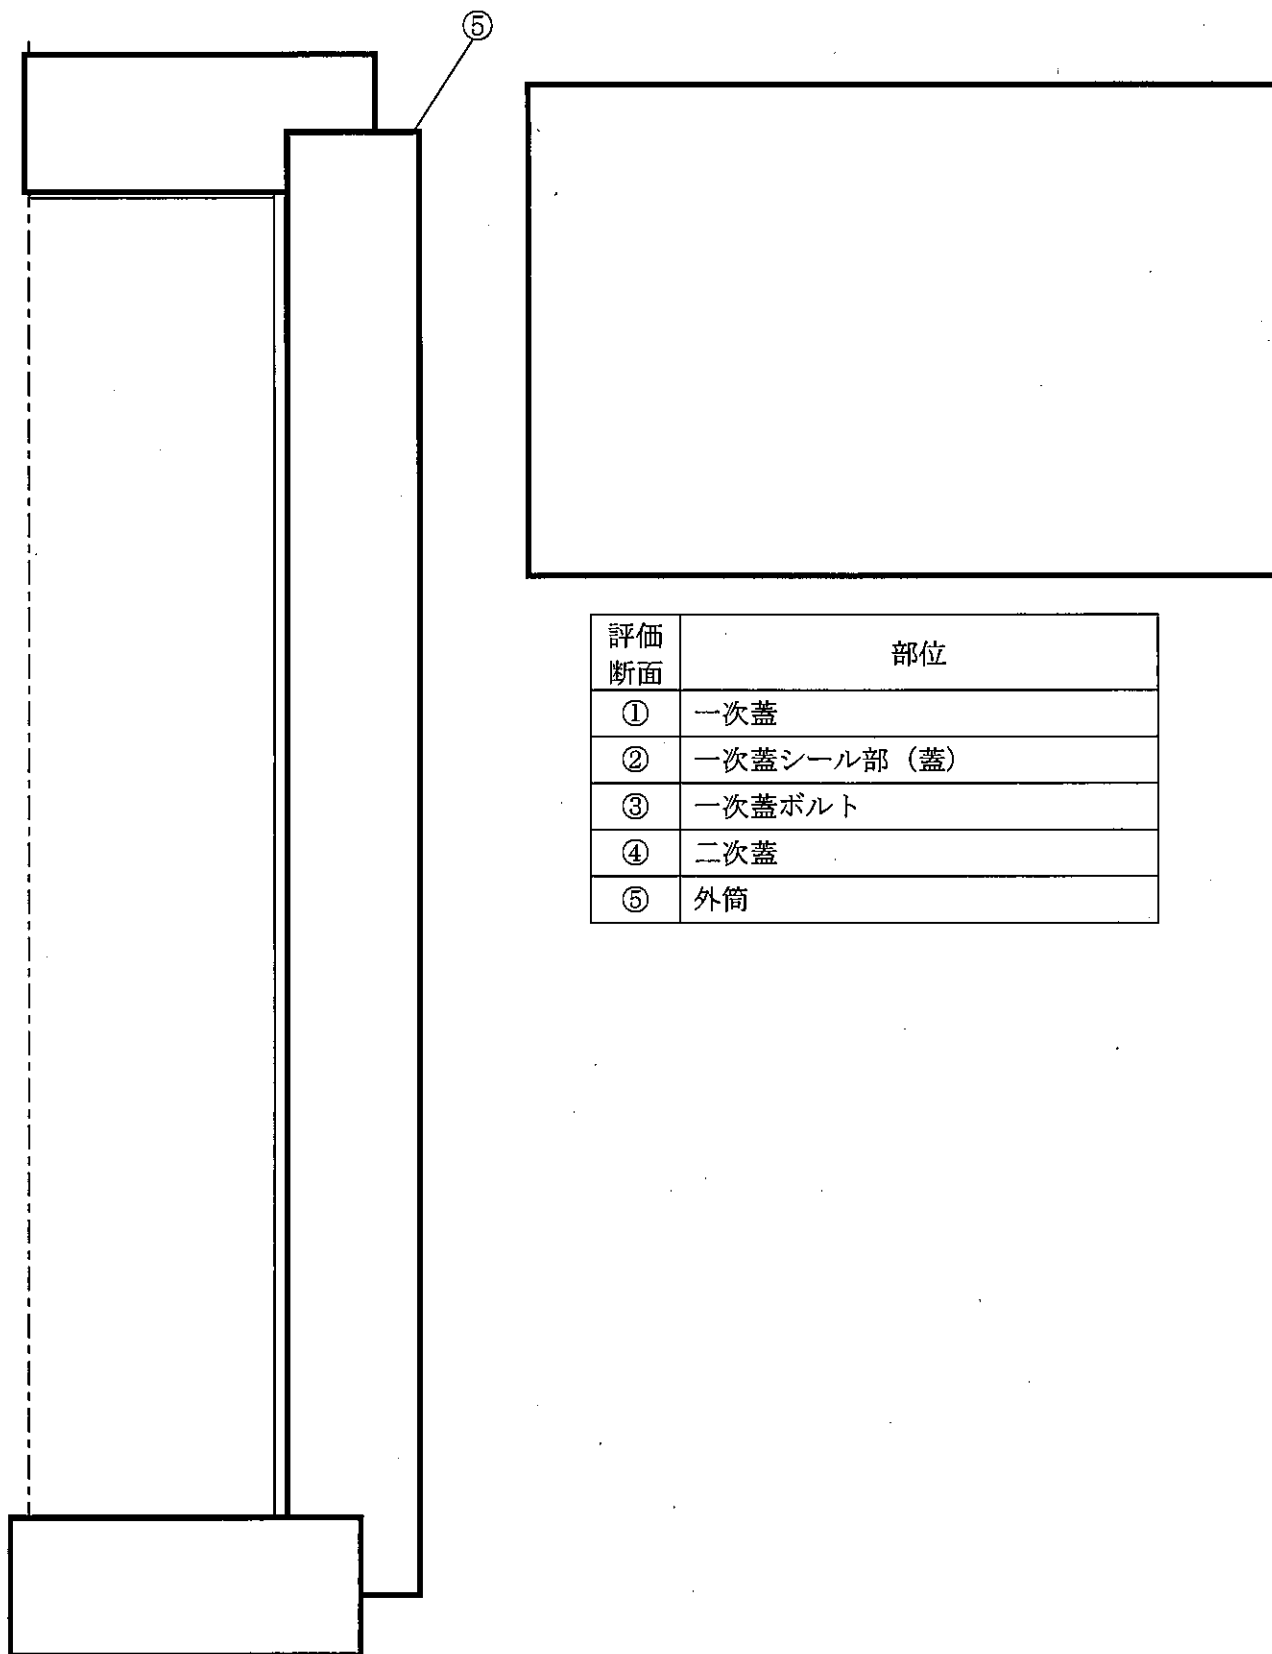 ⑤
評価
断面
部位
① 一次蓋
② 一次蓋シール部（蓋）
③ 一次蓋ボルト
④ 二次蓋
⑤ 外筒